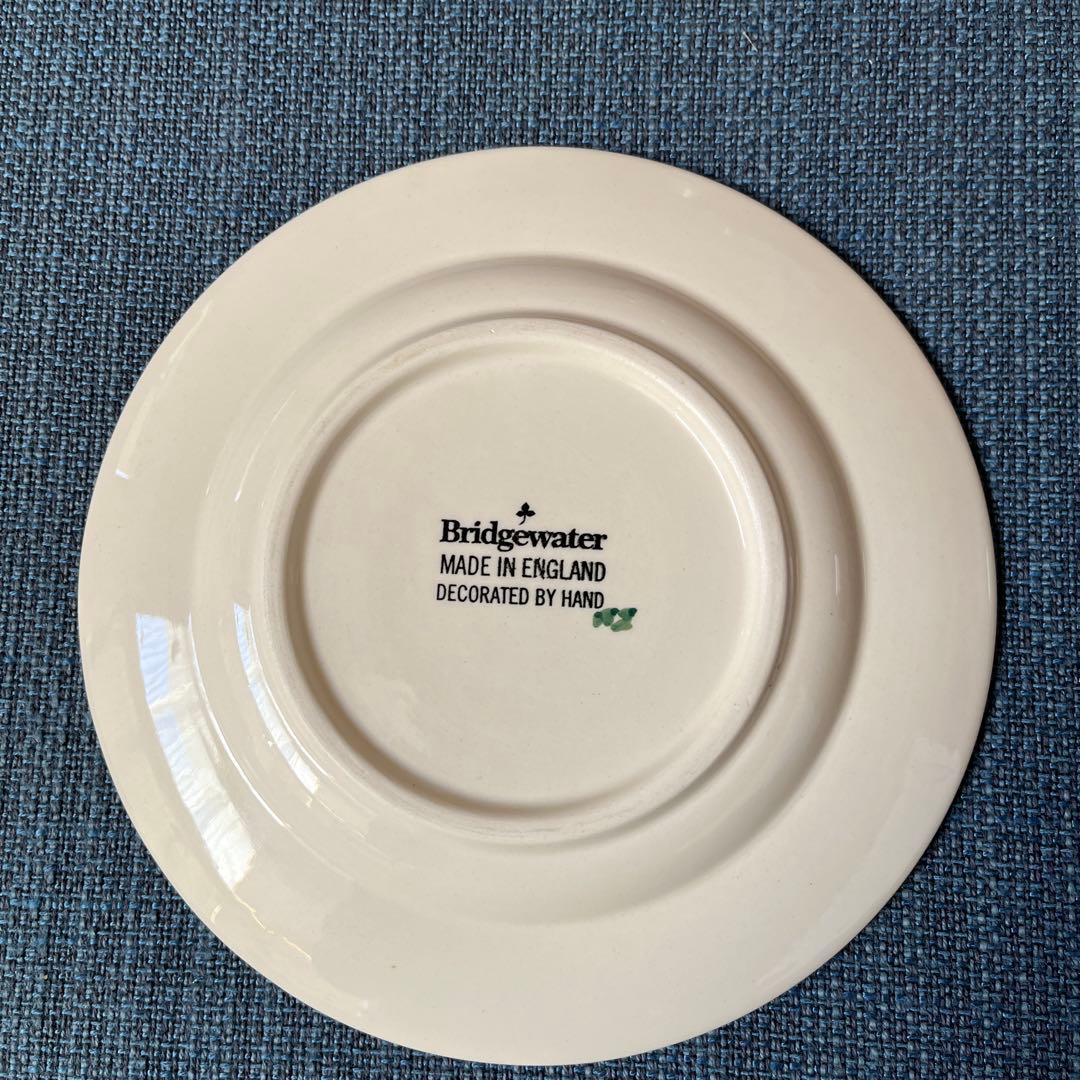 Bridgewater
MADE IN ENGLAND
DECORATED BY HAND